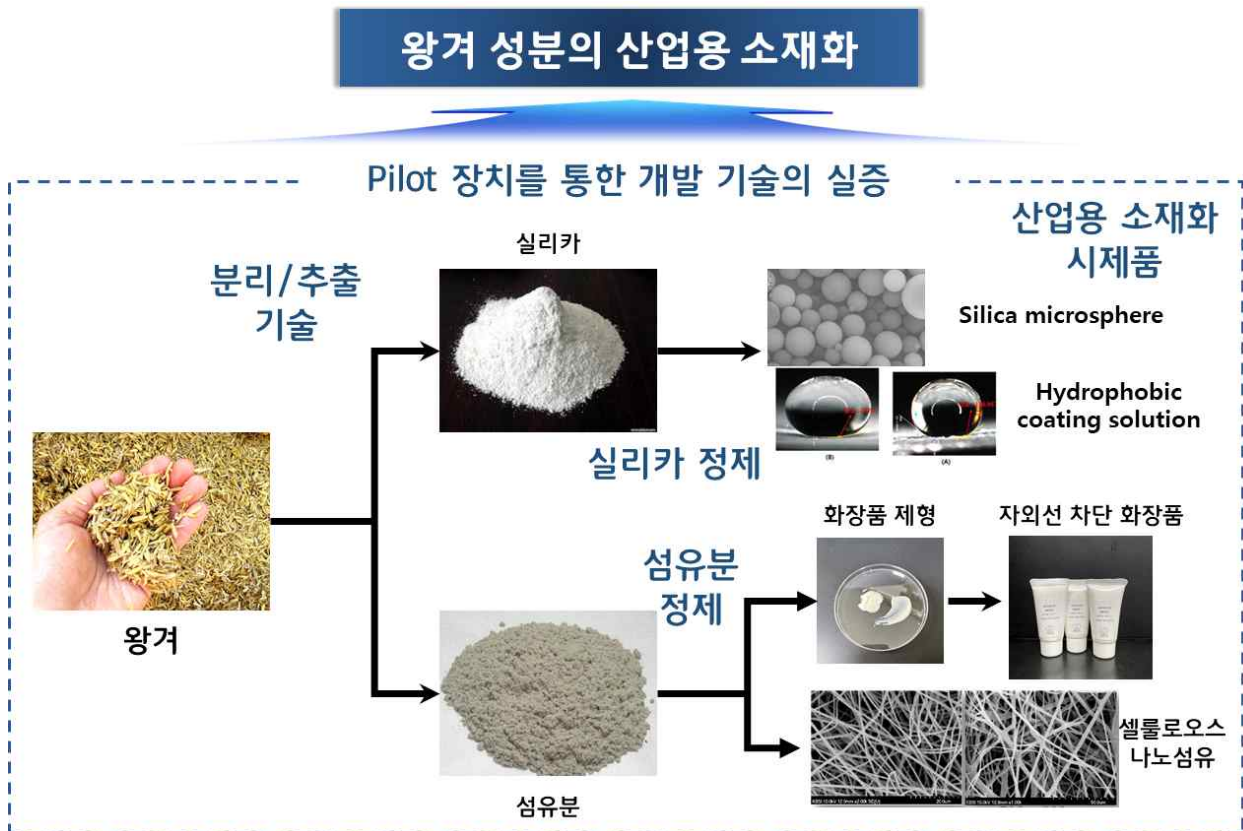 왕겨 성분의 산업용 소재화
Pilot 장치를 통한 개발 기술의 실증
산업용 소재화
시제품
실리카
분리/추출
기술
Silica microsphere
Hydrophobic
coating solution
(B)
(A)
실리카 정제
화장품 제형
자외선 차단 화장품
섬유분
정제
왕겨
셀룰로오스
나노섬유
섬유분